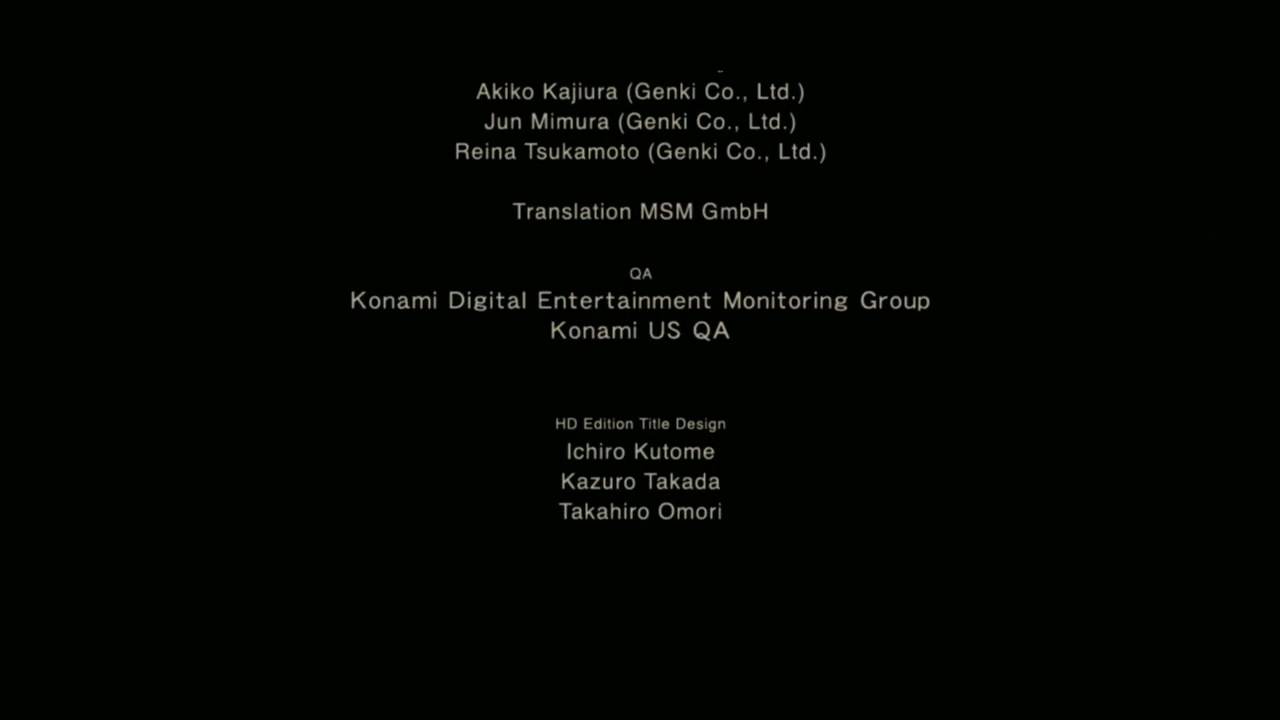 Akiko Kajiura (Genki Co., Ltd.)
Jun Mimura (Genki Co., Ltd.)
Reina Tsukamoto (Genki Co., Ltd.)
Translation MSM GmbH
QA
Konami Digital Entertainment Monitoring Group
Konami US QA
HD Edition Title Design
Ichiro Kutome
Kazuro Takada
Takahiro Omori